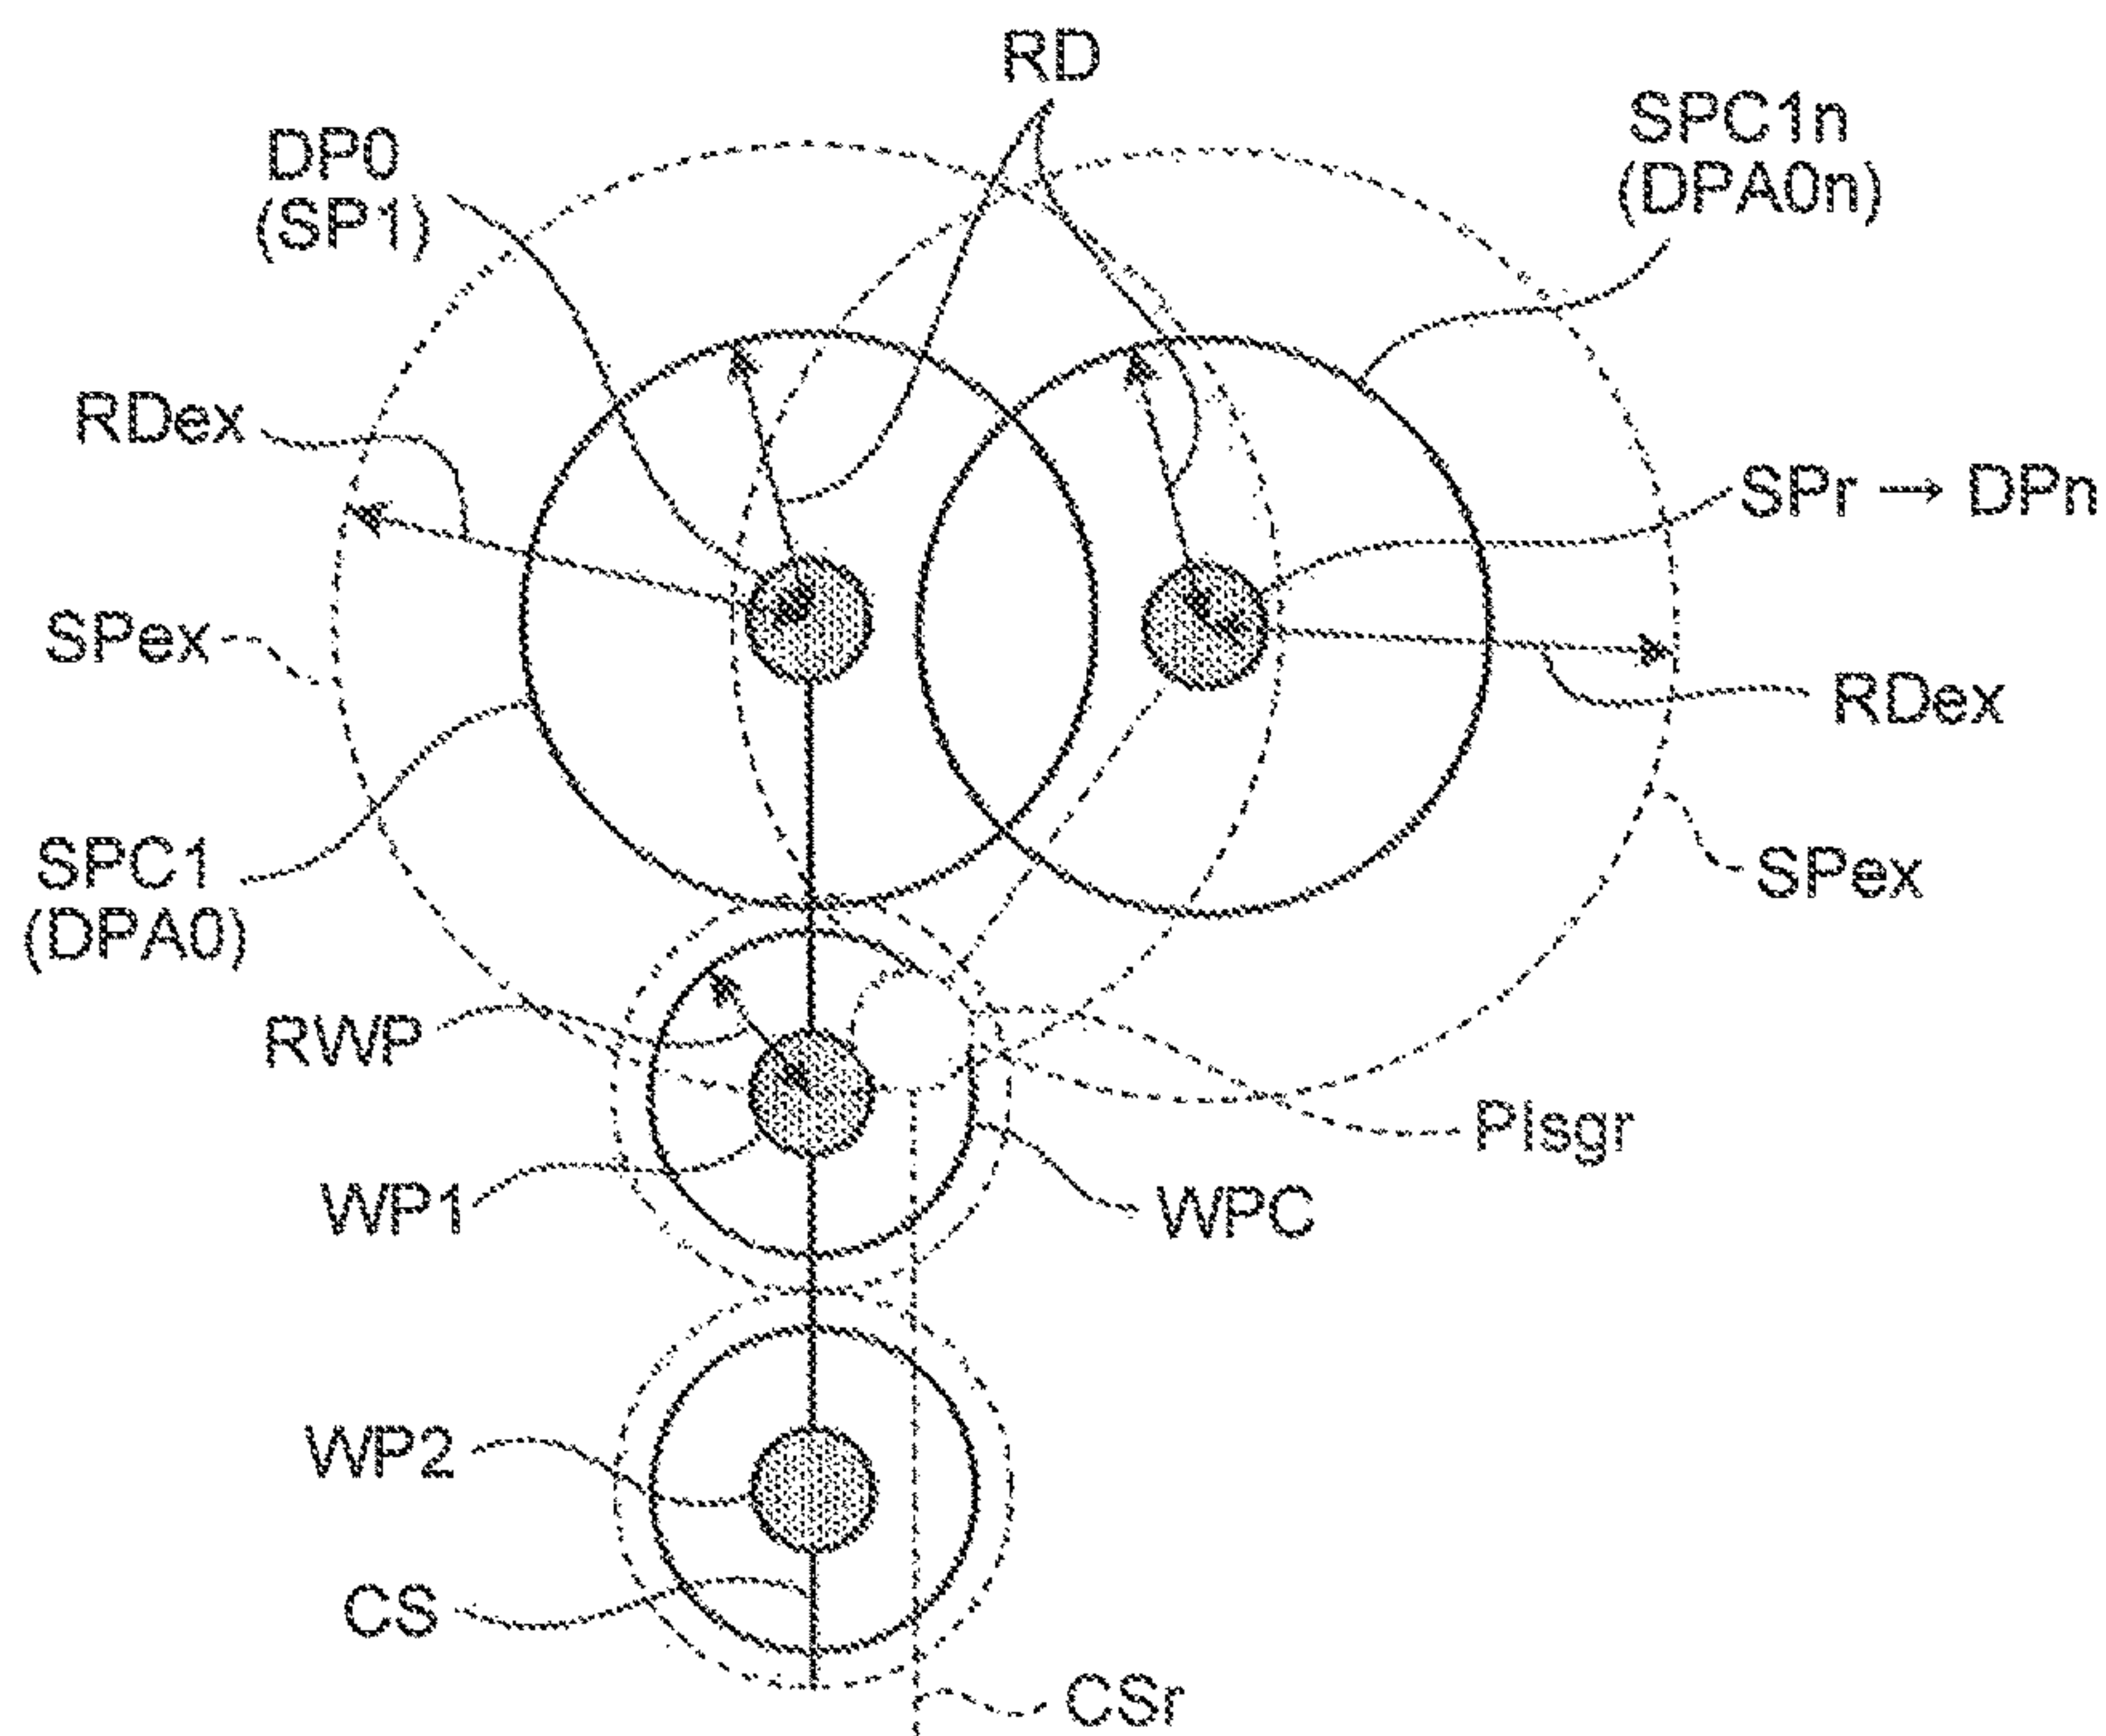 RD
DP0
(SP1)
SPC1n
(DPA0n)
RDex
SPr → DPn
SPex
RDex
SPC1
(DPA0)
SPex
RWP
Plsgr
WP1
WPC
WP2
CS
CSr